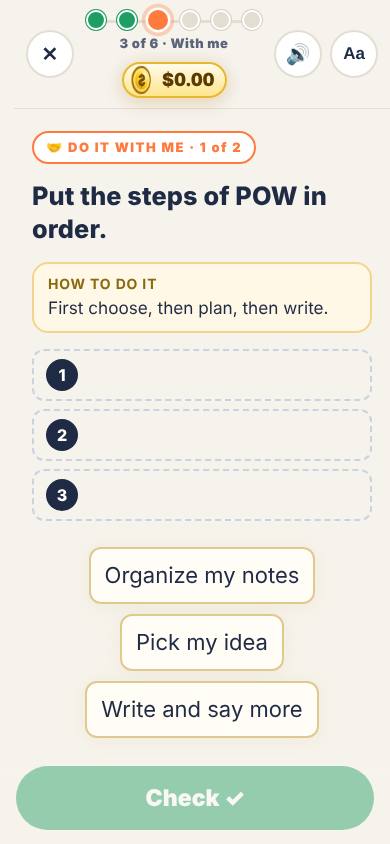 3 of 6 · With me
$0.00
Aa
DO IT WITH ME · 1 of 2
Put the steps of POW in
order.
HOW TO DO IT
First choose, then plan, then write.
1
2
3
Organize my notes
Pick my idea
Write and say more
Check ✓